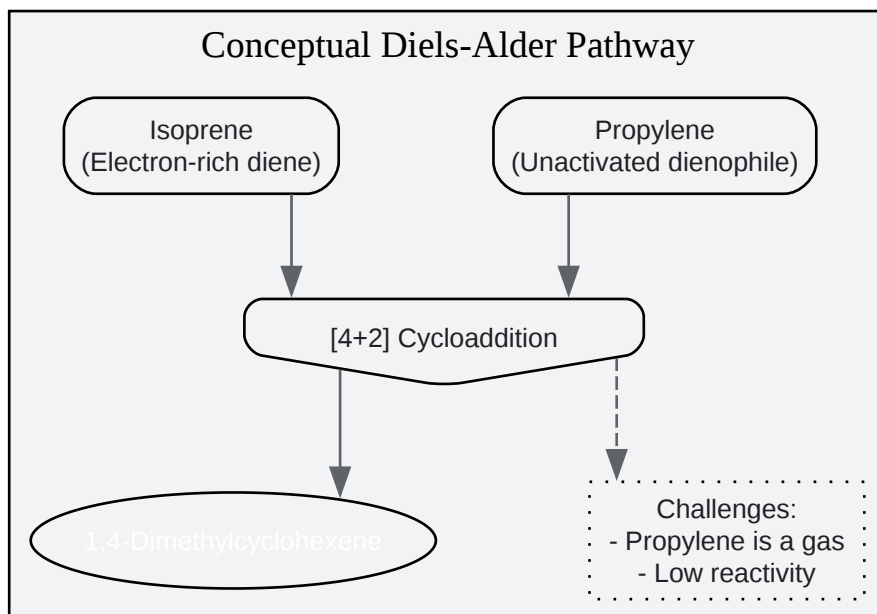 Conceptual Diels-Alder Pathway
Isoprene
(Electron-rich diene)
Propylene
(Unactivated dienophile)
[4+2] Cycloaddition
1,4-Dimethylcyclohexene
Challenges:
- Propylene is a gas
- Low reactivity